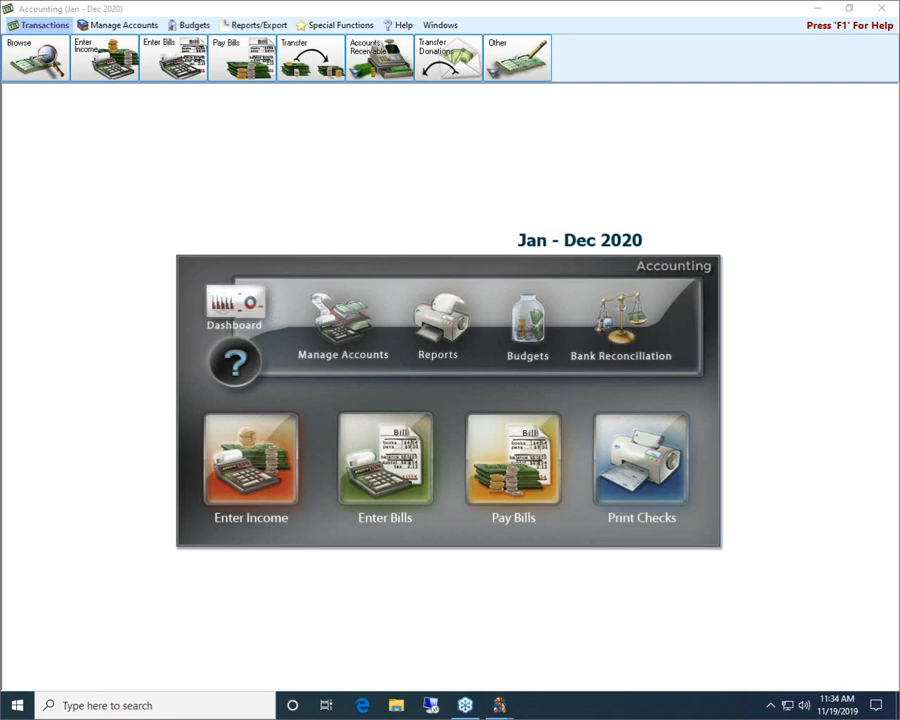 Accounting (Jan - Dec 2020)
Transactions Manage Accounts Budgets Reports/Export Special Functions Help Windows Press 'F1' For Help
Browse
Enter Income
Enter Bills
Pay Bills
Transfer
Accounts Receivable
Transfer Donations
Other
Jan - Dec 2020
Accounting
Dashboard
?
Manage Accounts Reports Budgets Bank Reconciliation
Bill
Bill
Enter Income Enter Bills Pay Bills Print Checks
Type here to search
11:34 AM
11/19/2019